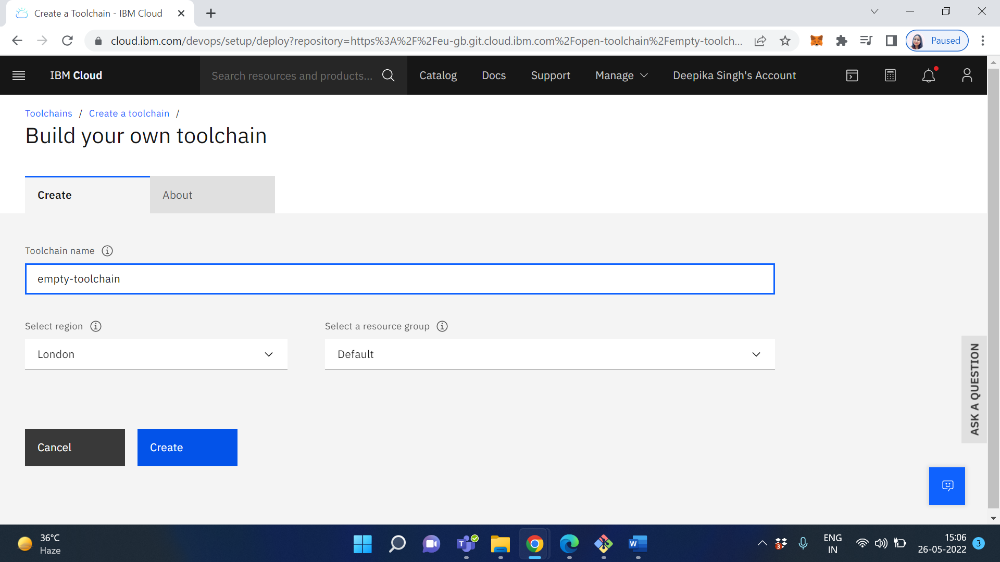 Create a Toolchain - IBM Cloud
cloud.ibm.com/devops/setup/deploy?repository=https%3A%2F%2Feu-gb.git.cloud.ibm.com%2Fopen-toolchain%2Fempty-toolch...
Paused
IBM Cloud
Search resources and products...
Catalog
Docs
Support
Manage
Deepika Singh's Account
Toolchains / Create a toolchain /
Build your own toolchain
Create
About
Toolchain name
empty-toolchain
Select region
Select a resource group
London
Default
ASK A QUESTION
Cancel
Create
36°C
Haze
T
W
3
ENG
IN
15:06
26-05-2022
3